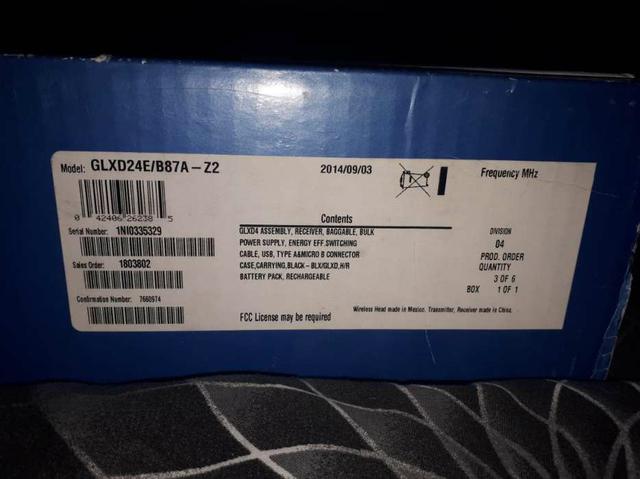 Model: GLXD24E/B87A-Z2
2014/09/03
Frequency MHz
0 42406 26238 5
Serial Number: 1NI0335329
Sales Order: 1803802
Confirmation Number: 7660974
Contents
GLXD4 ASSEMBLY, RECEIVER, BAGGABLE, BULK
POWER SUPPLY, ENERGY EFF.SWITCHING
CABLE, USB, TYPE A&MICRO B CONNECTOR
CASE,CARRYING,BLACK-BLX/GLXD,H/R
BATTERY PACK, RECHARGEABLE
FCC License may be required
DIVISION
04
PROD. ORDER
QUANTITY
3 OF 6
BOX 1 OF 1
Wireless Head made in Mexico. Transmitter, Receiver made in China.